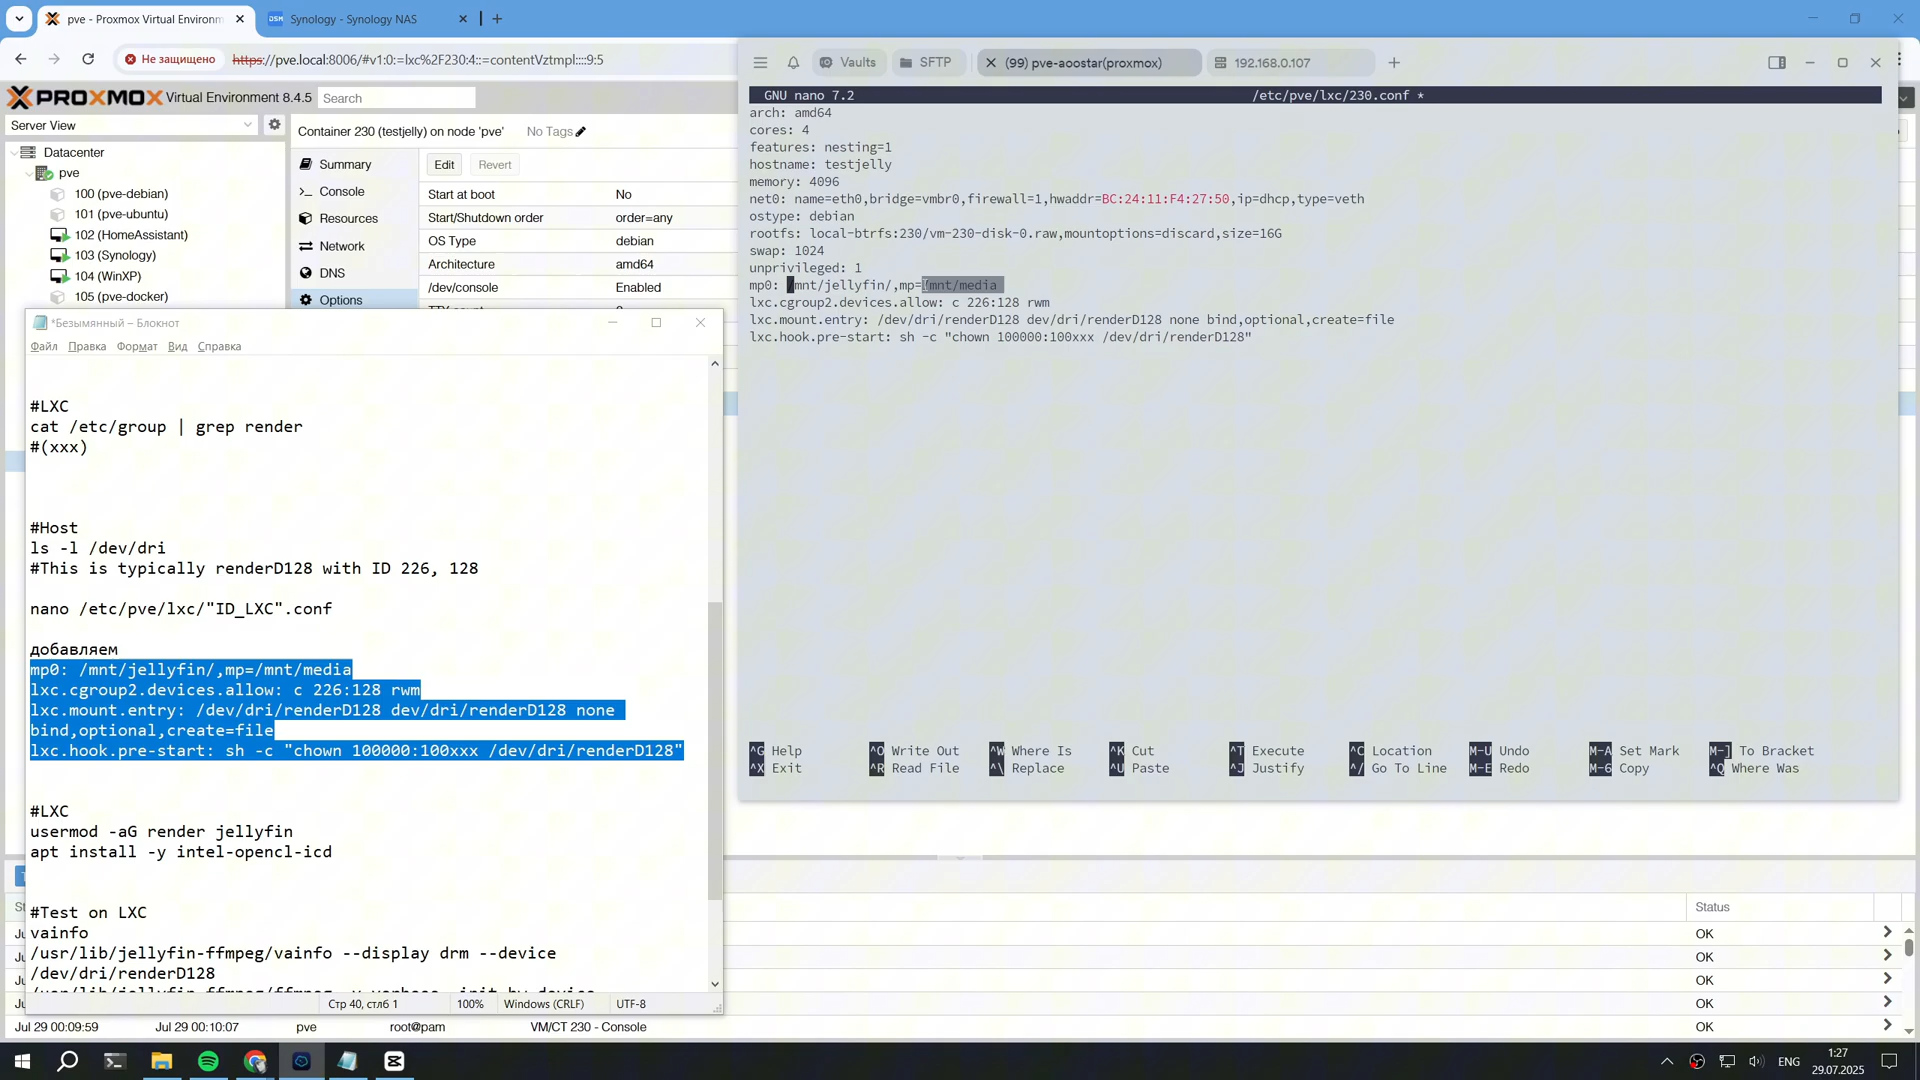 pve - Proxmox Virtual Environm
Synology - Synology NAS
Не защищено
https://pve.local:8006/#v1:0:=lxc%2F230:4::=contentVztmpl::::9:5
PROXMOX Virtual Environment 8.4.5
Search
Server View
Datacenter
pve
100 (pve-debian)
101 (pve-ubuntu)
102 (HomeAssistant)
103 (Synology)
104 (WinXP)
105 (pve-docker)
Container 230 (testjelly) on node 'pve'
No Tags
Summary
Console
Resources
Network
DNS
Options
Edit
Revert
Start at boot No
Start/Shutdown order order=any
OS Type debian
Architecture amd64
/dev/console Enabled
Vaults
SFTP
(99) pve-aoostar(proxmox)
192.168.0.107
GNU nano 7.2 /etc/pve/lxc/230.conf *
arch: amd64
cores: 4
features: nesting=1
hostname: testjelly
memory: 4096
net0: name=eth0,bridge=vmbr0,firewall=1,hwaddr=BC:24:11:F4:27:50,ip=dhcp,type=veth
ostype: debian
rootfs: local-btrfs:230/vm-230-disk-0.raw,mountoptions=discard,size=16G
swap: 1024
unprivileged: 1
mp0: /mnt/jellyfin/,mp=/mnt/media
lxc.cgroup2.devices.allow: c 226:128 rwm
lxc.mount.entry: /dev/dri/renderD128 dev/dri/renderD128 none bind,optional,create=file
lxc.hook.pre-start: sh -c "chown 100000:100xxx /dev/dri/renderD128"
^G Help ^O Write Out ^W Where Is ^K Cut ^T Execute ^C Location M-U Undo M-A Set Mark M-] To Bracket
^X Exit ^R Read File ^\ Replace ^U Paste ^J Justify ^/ Go To Line M-E Redo M-6 Copy ^Q Where Was
*Безымянный – Блокнот
Файл Правка Формат Вид Справка
#LXC
cat /etc/group | grep render
#(xxx)
#Host
ls -l /dev/dri
#This is typically renderD128 with ID 226, 128
nano /etc/pve/lxc/"ID_LXC".conf
добавляем
mp0: /mnt/jellyfin/,mp=/mnt/media
lxc.cgroup2.devices.allow: c 226:128 rwm
lxc.mount.entry: /dev/dri/renderD128 dev/dri/renderD128 none
bind,optional,create=file
lxc.hook.pre-start: sh -c "chown 100000:100xxx /dev/dri/renderD128"
#LXC
usermod -aG render jellyfin
apt install -y intel-opencl-icd
#Test on LXC
vainfo
/usr/lib/jellyfin-ffmpeg/vainfo --display drm --device
/dev/dri/renderD128
Стр 40, стлб 1
100%
Windows (CRLF)
UTF-8
Status
OK
OK
OK
OK
Jul 29 00:09:59 Jul 29 00:10:07 pve root@pam VM/CT 230 - Console OK
ENG
1:27
29.07.2025